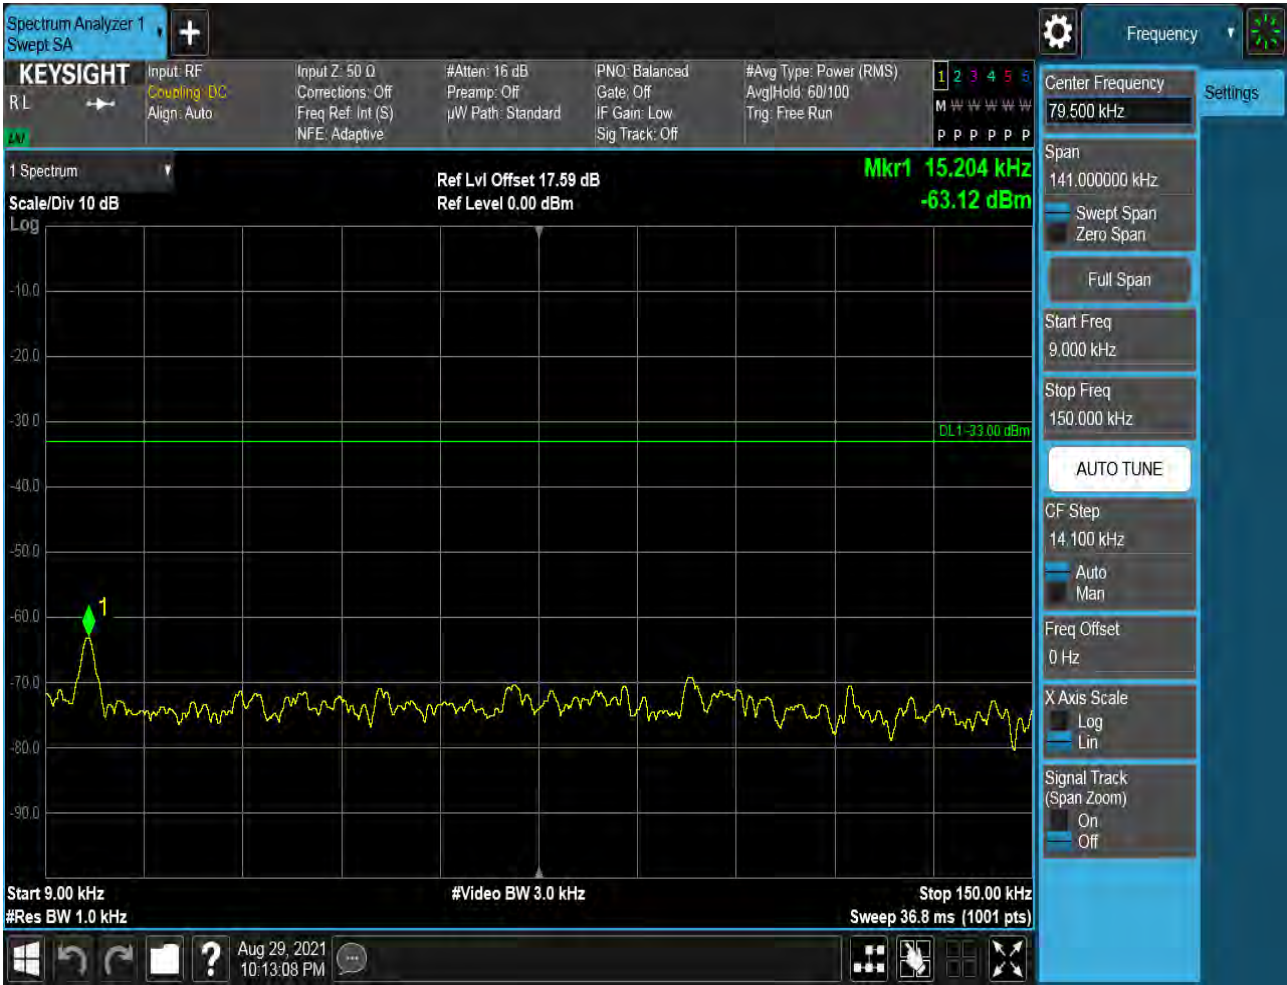 Spectrum Analyzer 1
Swept SA
+
Frequency
KEYSIGHT
R L
LXI
Input: RF
Coupling: DC
Align: Auto
Input Z: 50 Ω
Corrections: Off
Freq Ref: Int (S)
NFE: Adaptive
#Atten: 16 dB
Preamp: Off
µW Path: Standard
PNO: Balanced
Gate: Off
IF Gain: Low
Sig Track: Off
#Avg Type: Power (RMS)
Avg|Hold: 60/100
Trig: Free Run
1 2 3 4 5 6
M W W W W W
P P P P P P
1 Spectrum
Scale/Div 10 dB
Ref Lvl Offset 17.59 dB
Ref Level 0.00 dBm
Mkr1 15.204 kHz
-63.12 dBm
Log
-10.0
-20.0
-30.0
DL1 -33.00 dBm
-40.0
-50.0
1
-60.0
-70.0
-80.0
-90.0
Start 9.00 kHz
#Video BW 3.0 kHz
Stop 150.00 kHz
#Res BW 1.0 kHz
Sweep 36.8 ms (1001 pts)
?
Aug 29, 2021
10:13:08 PM
Center Frequency
79.500 kHz
Settings
Span
141.000000 kHz
Swept Span
Zero Span
Full Span
Start Freq
9.000 kHz
Stop Freq
150.000 kHz
AUTO TUNE
CF Step
14.100 kHz
Auto
Man
Freq Offset
0 Hz
X Axis Scale
Log
Lin
Signal Track
(Span Zoom)
On
Off